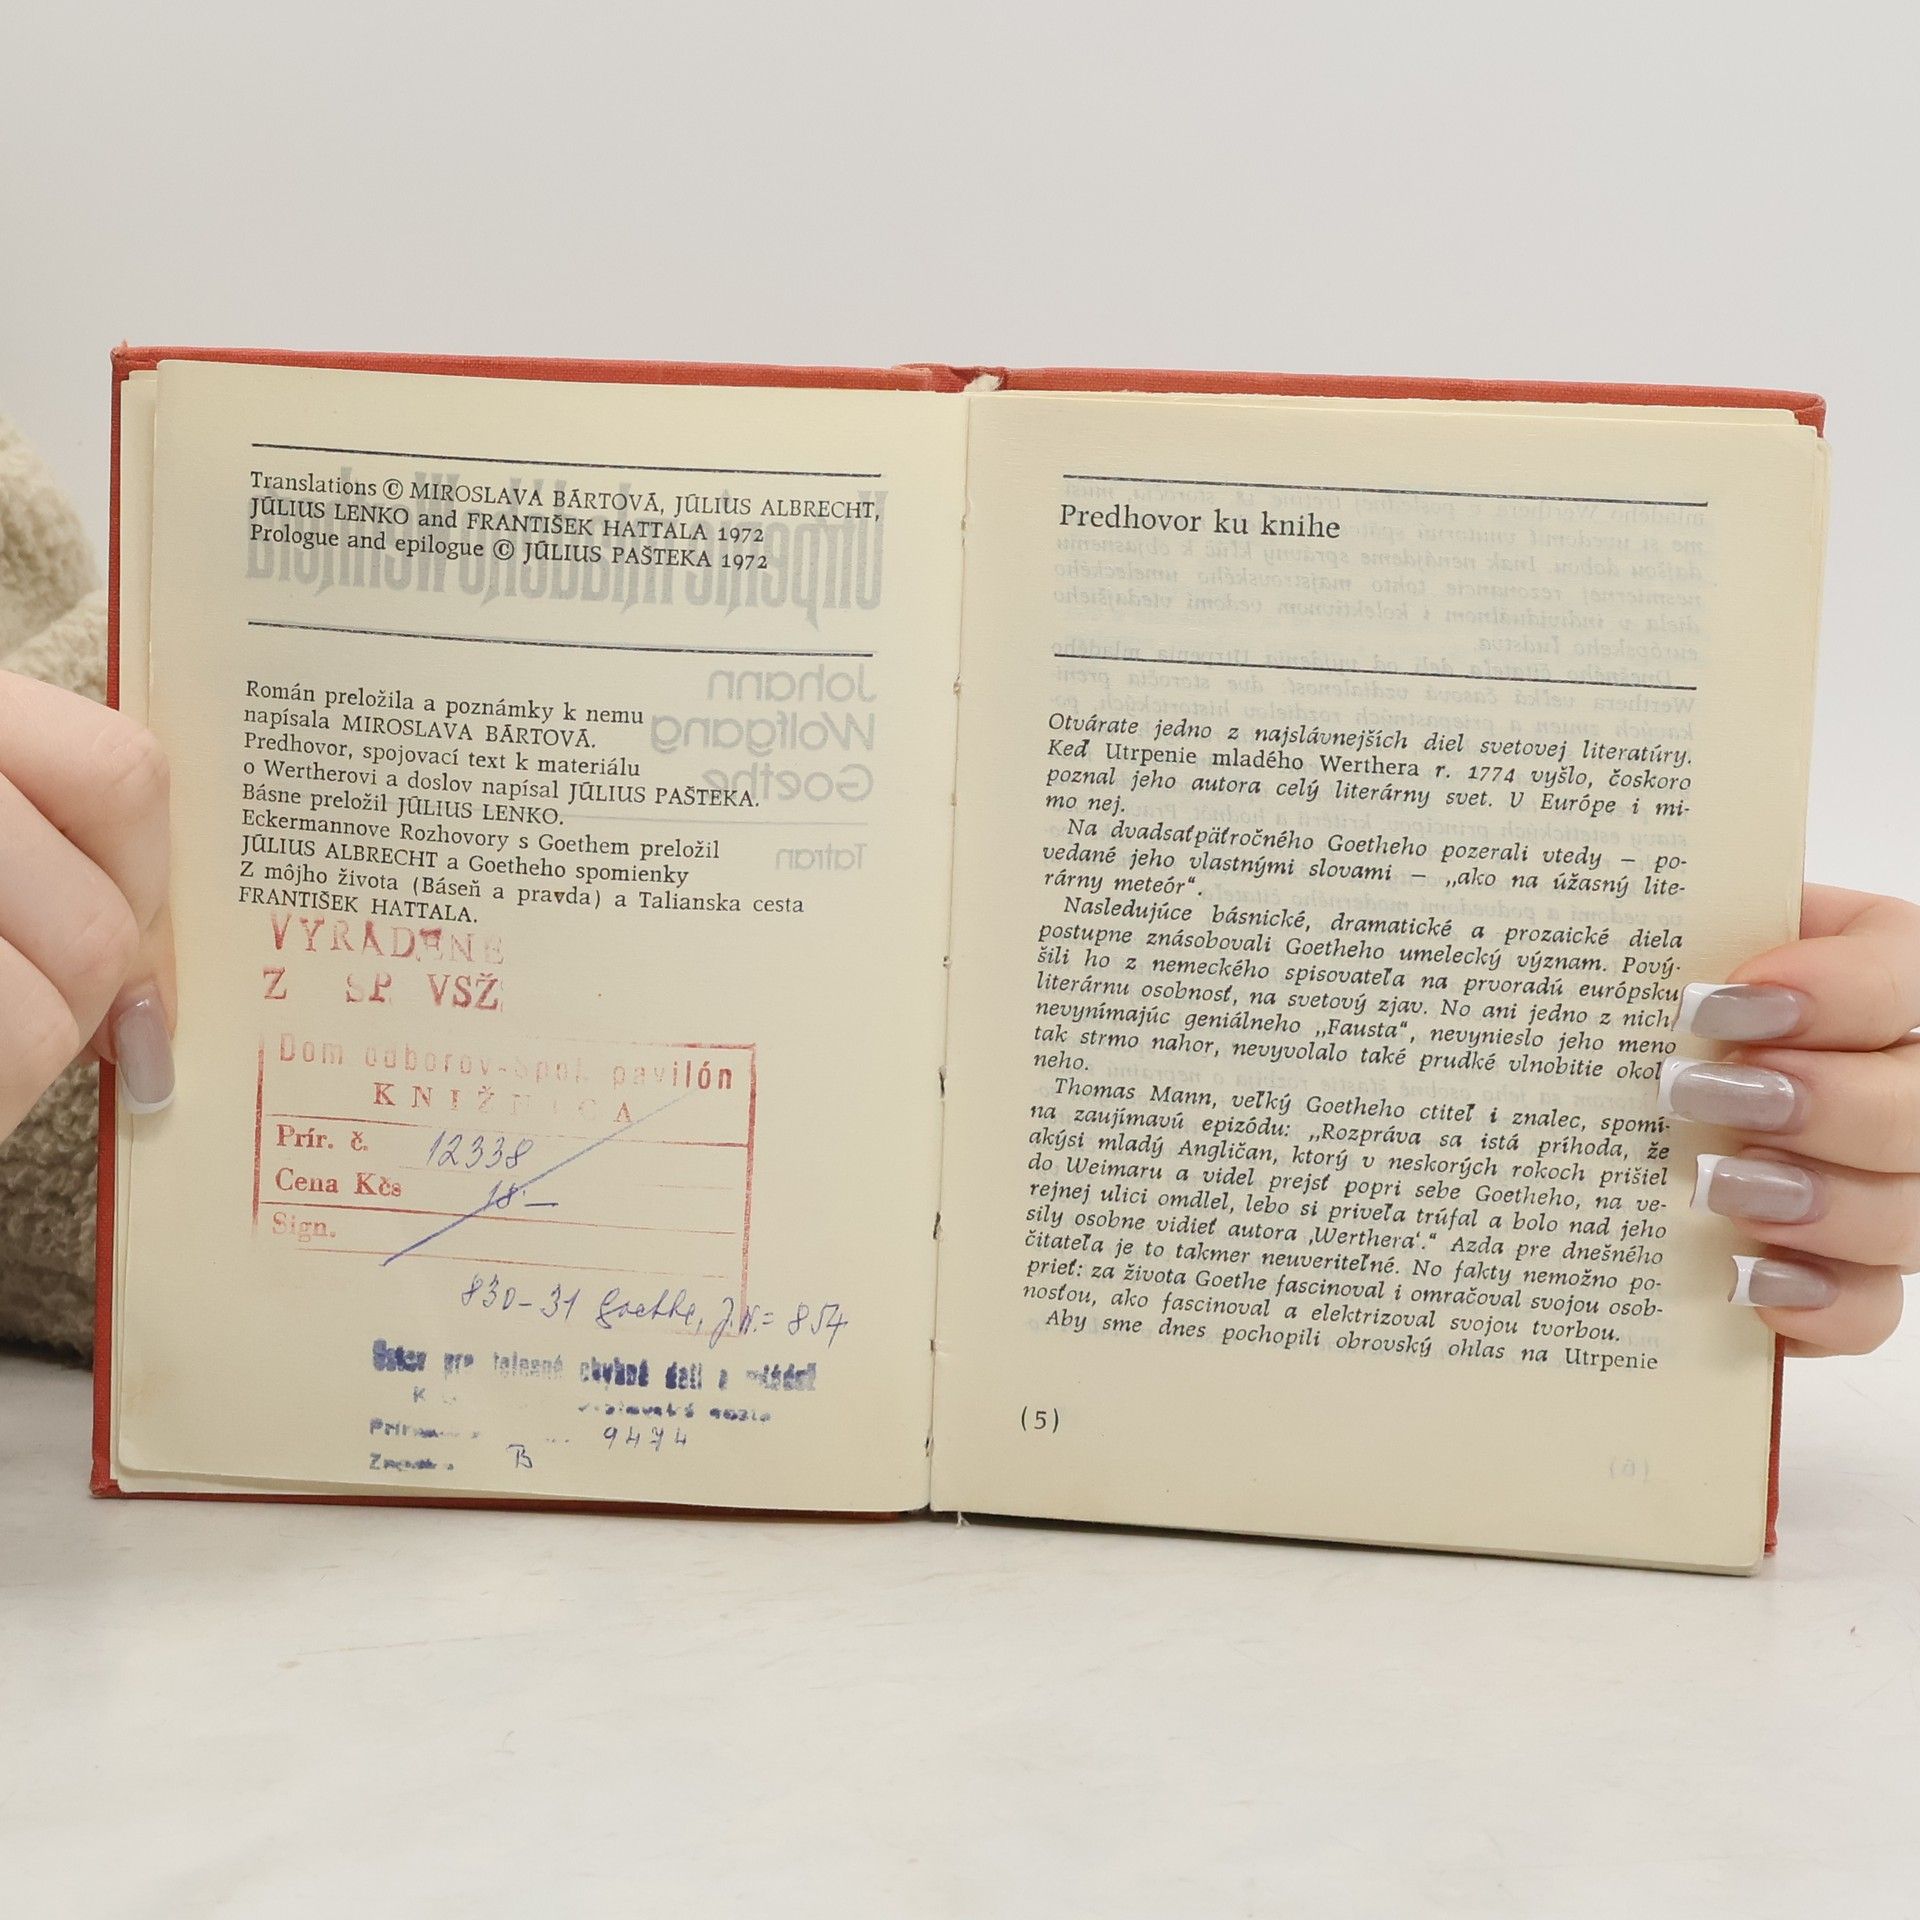 Translations © MIROSLAVA BÁRTOVÁ, JÚLIUS ALBRECHT,
JÚLIUS LENKO and FRANTIŠEK HATTALA 1972
Prologue and epilogue © JÚLIUS PAŠTEKA 1972
Román preložila a poznámky k nemu
napísala MIROSLAVA BÁRTOVÁ.
Predhovor, spojovací text k materiálu
o Wertherovi a doslov napísal JÚLIUS PAŠTEKA.
Básne preložil JÚLIUS LENKO.
Eckermannove Rozhovory s Goethem preložil
JÚLIUS ALBRECHT a Goetheho spomienky
Z môjho života (Báseň a pravda) a Talianska cesta
FRANTIŠEK HATTALA.
VYRADENÉ
Z SP VSŽ
Dom odborov-Spol. pavilón
KNIŽNICA
Prír. č. 12338
Cena Kčs 18.—
Sign.
830-31 Goethe, J.W. = 854
pre telesne chybné deti a mládež
9474
B
Predhovor ku knihe
Otvárate jedno z najslávnejších diel svetovej literatúry.
Keď Utrpenie mladého Werthera r. 1774 vyšlo, čoskoro
poznal jeho autora celý literárny svet. V Európe i mi-
mo nej.
Na dvadsaťpäťročného Goetheho pozerali vtedy — po-
vedané jeho vlastnými slovami — „ako na úžasný lite-
rárny meteór“.
Nasledujúce básnické, dramatické a prozaické diela
postupne znásobovali Goetheho umelecký význam. Pový-
šili ho z nemeckého spisovateľa na prvoradú európsku
literárnu osobnosť, na svetový zjav. No ani jedno z nich,
nevynímajúc geniálneho „Fausta“, nevynieslo jeho meno
tak strmo nahor, nevyvolalo také prudké vlnobitie okol
neho.
Thomas Mann, veľký Goetheho ctiteľ i znalec, spomí-
na zaujímavú epizódu: „Rozpráva sa istá príhoda, že
akýsi mladý Angličan, ktorý v neskorých rokoch prišiel
do Weimaru a videl prejsť popri sebe Goetheho, na ve-
rejnej ulici omdlel, lebo si priveľa trúfal a bolo nad jeho
sily osobne vidieť autora ‚Werthera‘.“ Azda pre dnešného
čitateľa je to takmer neuveriteľné. No fakty nemožno po-
prieť: za života Goethe fascinoval i omračoval svojou osob-
nosťou, ako fascinoval a elektrizoval svojou tvorbou.
Aby sme dnes pochopili obrovský ohlas na Utrpenie
(5)